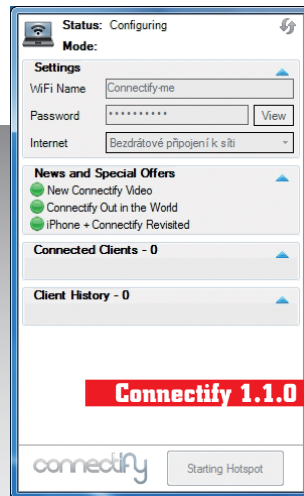 Status: Configuring
Mode:
Settings
WiFi Name Connectify-me
Password •••••••••• View
Internet Bezdrátové připojení k síti
News and Special Offers
New Connectify Video
Connectify Out in the World
iPhone + Connectify Revisited
Connected Clients - 0
Client History - 0
Connectify 1.1.0
connectify Starting Hotspot